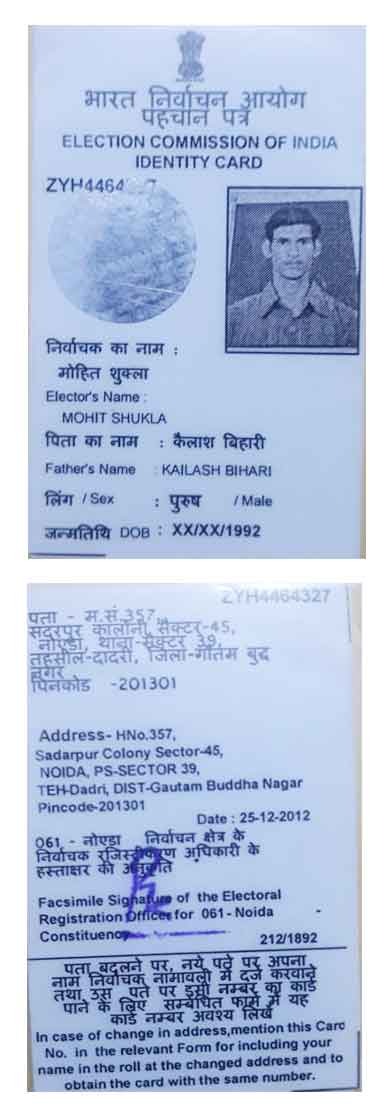 भारत निर्वाचन आयोग
पहचान पत्र
ELECTION COMMISSION OF INDIA
IDENTITY CARD
निर्वाचक का नाम :
मोहित शुक्ला
Elector's Name :
MOHIT SHUKLA
पिता का नाम : कैलाश बिहारी
Father's Name : KAILASH BIHARI
लिंग / Sex : पुरुष / Male
जन्मतिथि DOB : XX/XX/1992
ZYH4464327
पता - म.सं.357,
सदरपुर कालोनी, सैक्टर-45,
नोएडा, थाना-सैक्टर 39,
तहसील-दादरी, जिला-गौतम बुद्ध
नगर
पिनकोड -201301
Address- HNo.357,
Sadarpur Colony Sector-45,
NOIDA, PS-SECTOR 39,
TEH-Dadri, DIST-Gautam Buddha Nagar
Pincode-201301
Date : 25-12-2012
061 - नोएडा निर्वाचन क्षेत्र के
निर्वाचक रजिस्ट्रीकरण अधिकारी के
हस्ताक्षर की अनुकृति
Facsimile Signature of the Electoral
Registration Officer for 061 - Noida
Constituency
212/1892
पता बदलने पर, नये पते पर अपना
नाम निर्वाचक नामावली में दर्ज करवाने
तथा उस पते पर इसी नम्बर का कार्ड
पाने के लिए सम्बंधित फार्म में यह
कार्ड नम्बर अवश्य लिखें
In case of change in address,mention this Card
No. in the relevant Form for including your
name in the roll at the changed address and to
obtain the card with the same number.